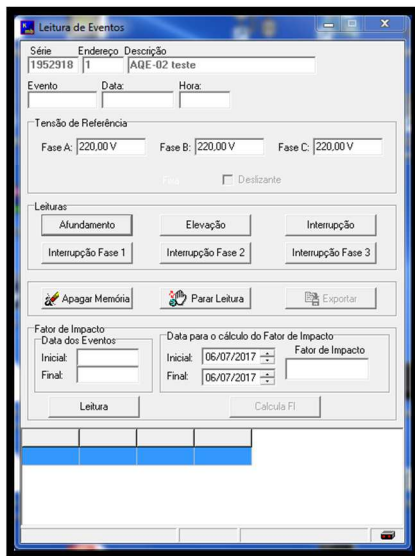 Leitura de Eventos
Série Endereço Descrição
1952918 1 AQE-02 teste
Evento Data: Hora:
Tensão de Referência
Fase A: 220,00 V Fase B: 220,00 V Fase C: 220,00 V
Deslizante
Leituras
Afundamento Elevação Interrupção
Interrupção Fase 1 Interrupção Fase 2 Interrupção Fase 3
Apagar Memória Parar Leitura Exportar
Fator de Impacto
Data dos Eventos Data para o cálculo do Fator de Impacto
Inicial: Inicial: 06/07/2017 Fator de Impacto
Final: Final: 06/07/2017
Leitura Calcula FI